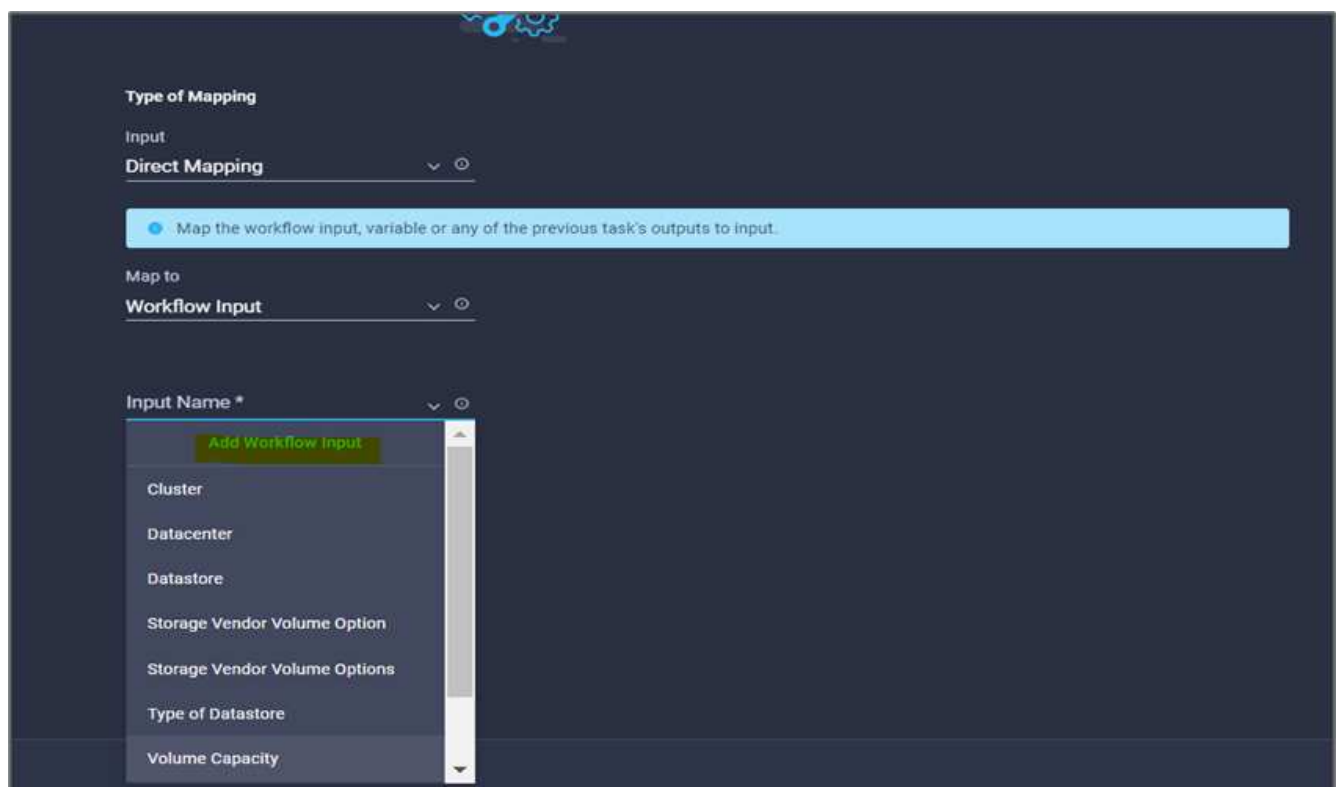 Type of Mapping
Input
Direct Mapping
Map the workflow input, variable or any of the previous task's outputs to input.
Map to
Workflow Input
Input Name *
Add Workflow Input
Cluster
Datacenter
Datastore
Storage Vendor Volume Option
Storage Vendor Volume Options
Type of Datastore
Volume Capacity